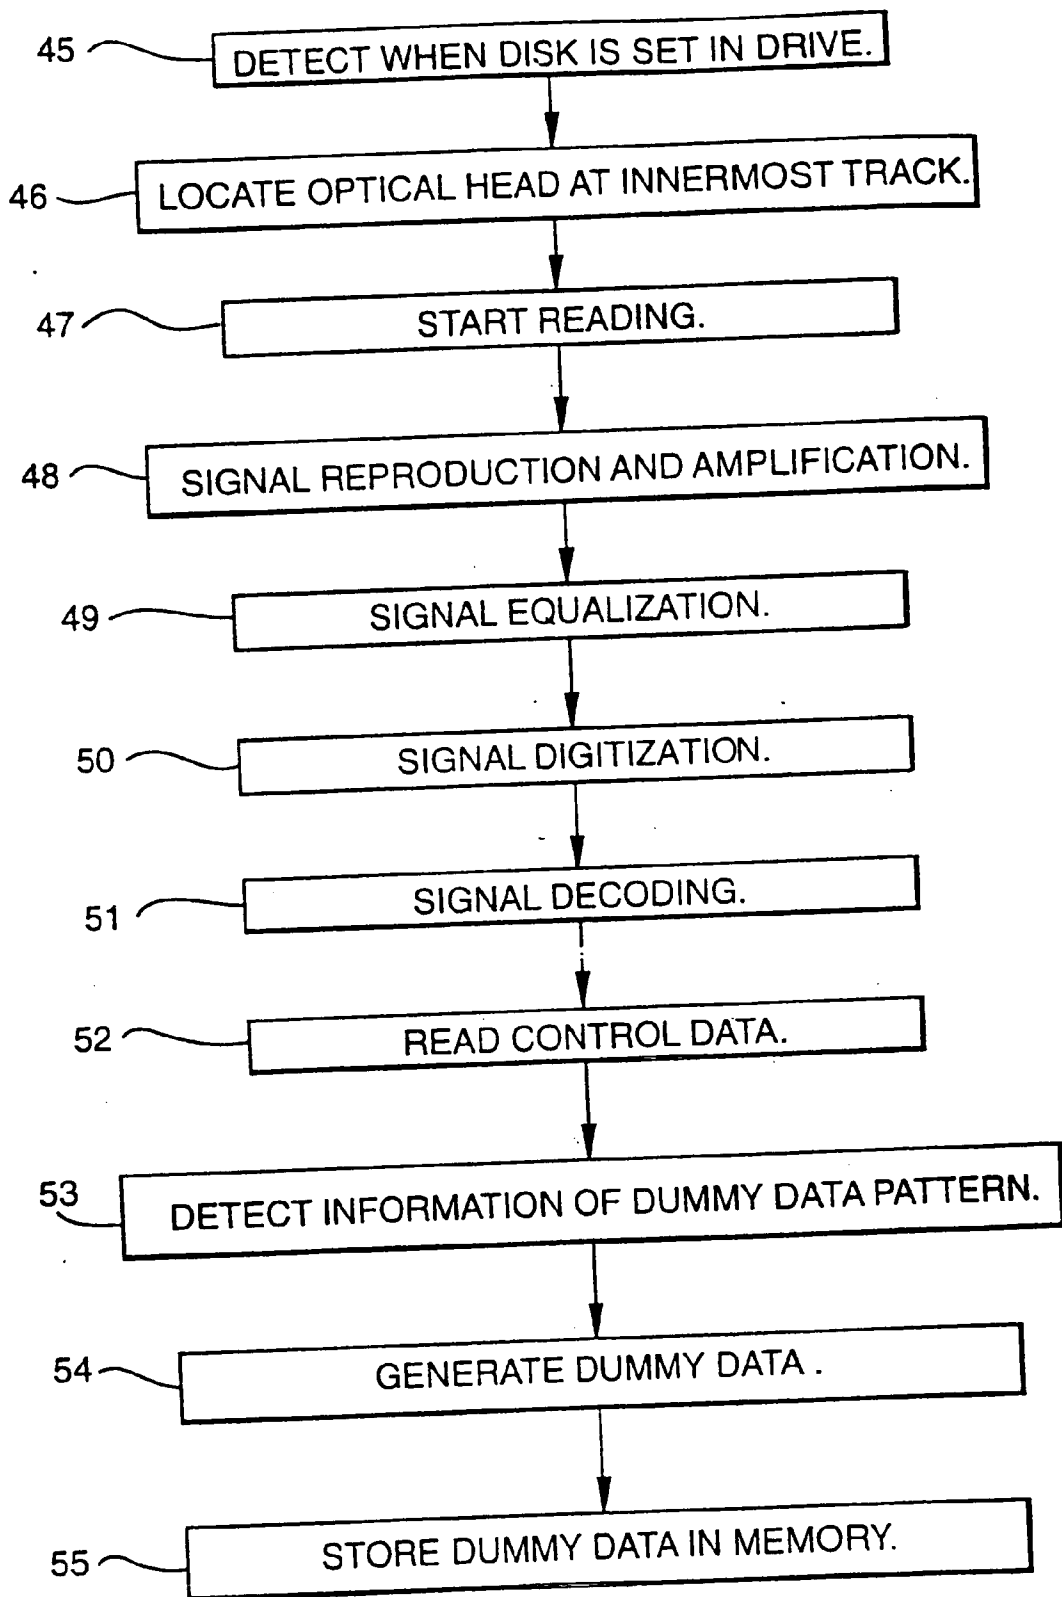 45 DETECT WHEN DISK IS SET IN DRIVE.
46 LOCATE OPTICAL HEAD AT INNERMOST TRACK.
47 START READING.
48 SIGNAL REPRODUCTION AND AMPLIFICATION.
49 SIGNAL EQUALIZATION.
50 SIGNAL DIGITIZATION.
51 SIGNAL DECODING.
52 READ CONTROL DATA.
53 DETECT INFORMATION OF DUMMY DATA PATTERN.
54 GENERATE DUMMY DATA .
55 STORE DUMMY DATA IN MEMORY.